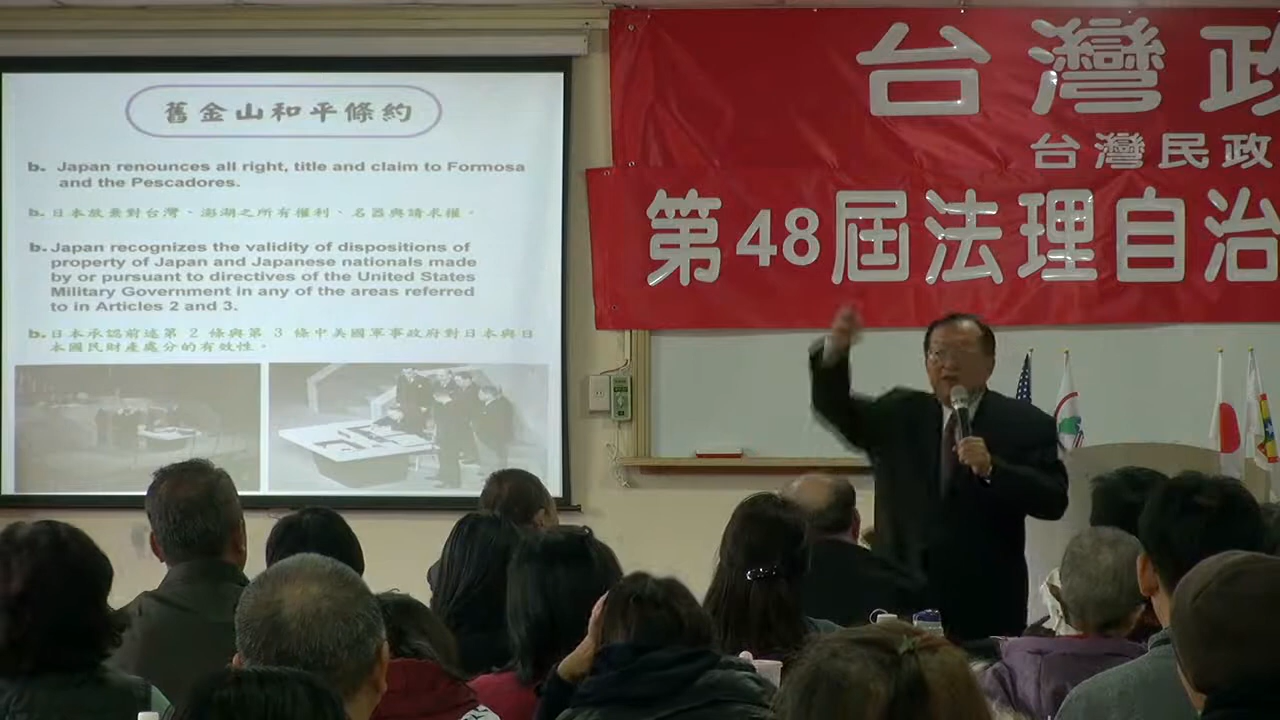 舊金山和平條約
b. Japan renounces all right, title and claim to Formosa
and the Pescadores.
b. 日本放棄對台灣、澎湖之所有權利、名器與請求權。
b. Japan recognizes the validity of dispositions of
property of Japan and Japanese nationals made
by or pursuant to directives of the United States
Military Government in any of the areas referred
to in Articles 2 and 3.
b. 日本承認前述第 2 條與第 3 條中美國軍事政府對日本與日
本國民財產處分的有效性。
台灣政
台灣民政
第48屆法理自治